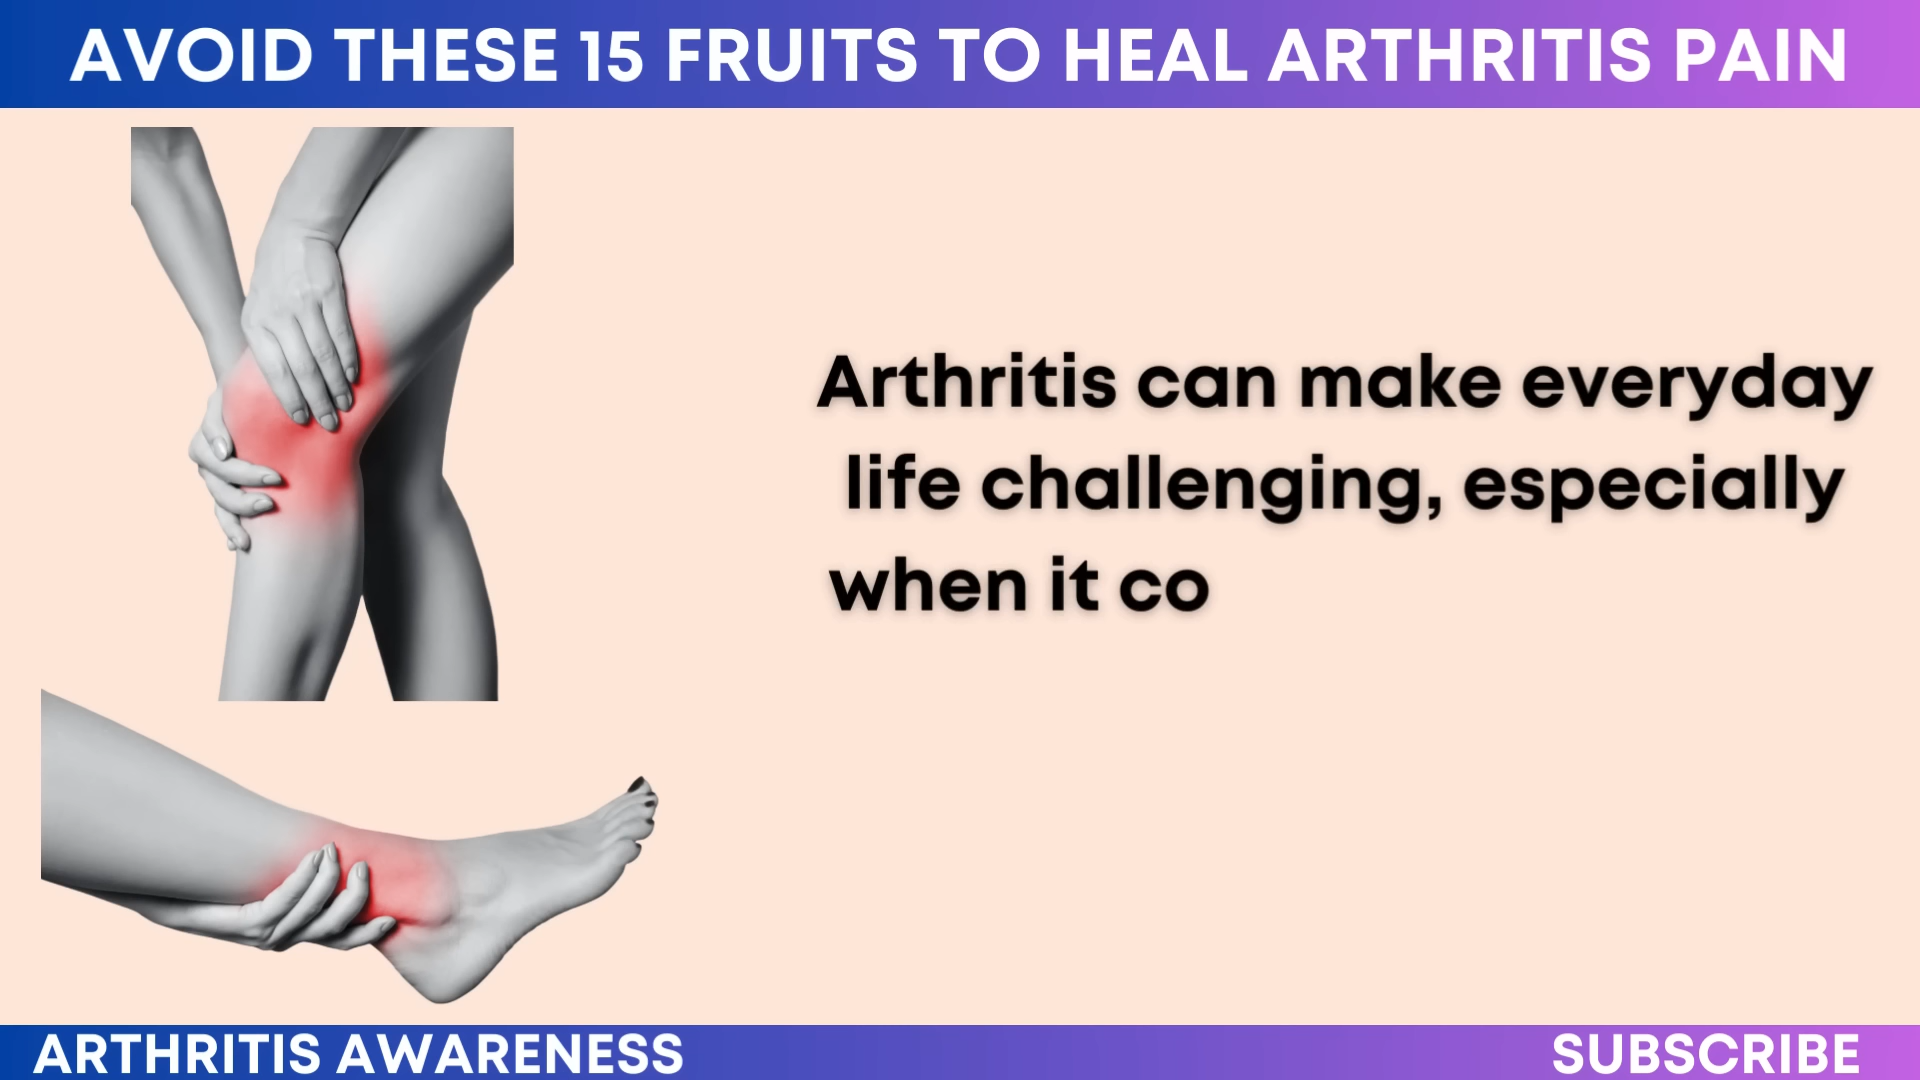 AVOID THESE 15 FRUITS TO HEAL ARTHRITIS PAIN
Arthritis can make everyday
life challenging, especially
when it co
ARTHRITIS AWARENESS
SUBSCRIBE